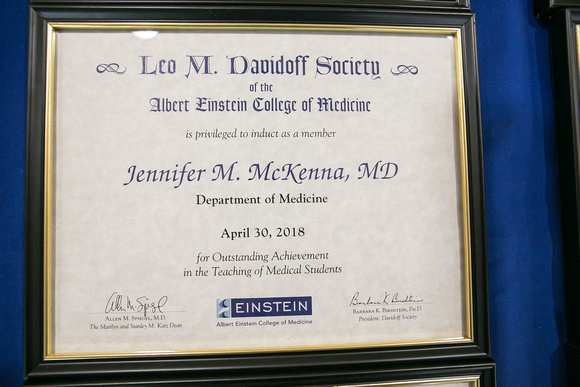 Leo M. Davidoff Society
of the
Albert Einstein College of Medicine
is privileged to induct as a member
Jennifer M. McKenna, MD
Department of Medicine
April 30, 2018
for Outstanding Achievement
in the Teaching of Medical Students
Allen M. Spiegel, M.D.
The Marilyn and Stanley M. Katz Dean
EINSTEIN
Albert Einstein College of Medicine
Barbara K. Birshtein, Ph.D.
President, Davidoff Society